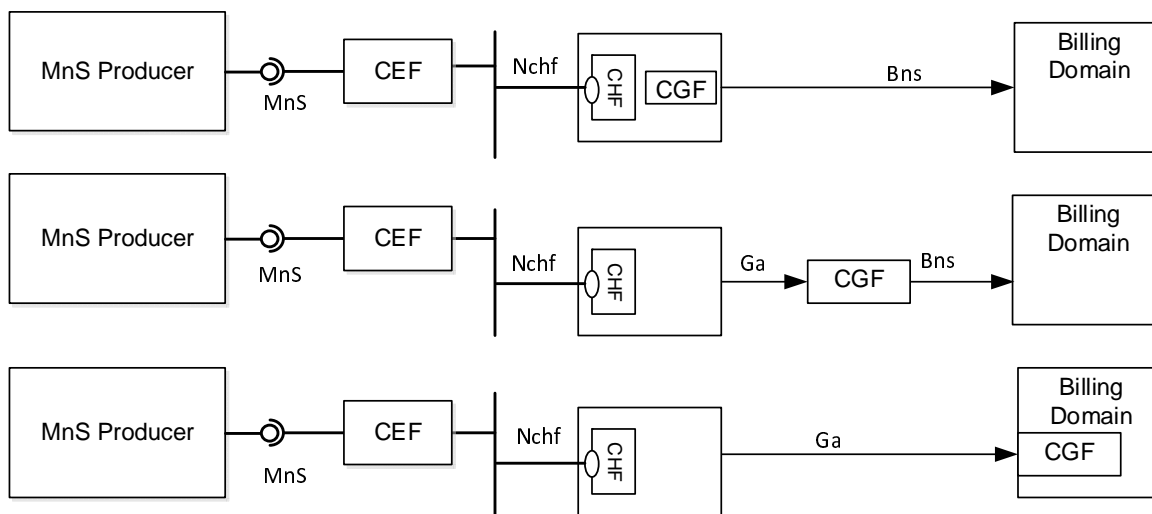 Billing
Domain
MnS Producer
CEF
Nchf
CHF
CGF
Bns
MnS
Billing
Domain
MnS Producer
CEF
Nchf
CHF
Ga
CGF
Bns
MnS
Billing
Domain
MnS Producer
CEF
Nchf
CHF
Ga
CGF
MnS